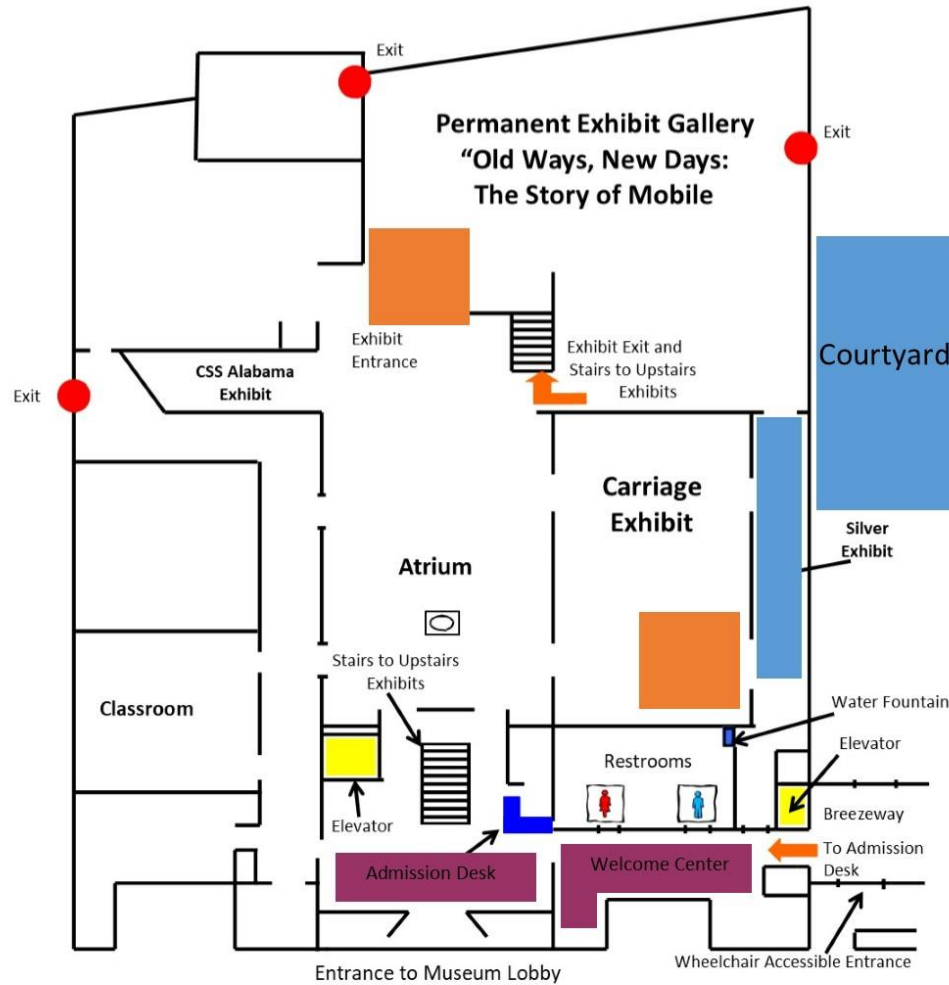 Exit
Permanent Exhibit Gallery
“Old Ways, New Days:
The Story of Mobile
Exit
Courtyard
Exhibit
Entrance
Exhibit Exit and
Stairs to Upstairs
Exhibits
CSS Alabama
Exhibit
Exit
Carriage
Exhibit
Silver
Exhibit
Atrium
Stairs to Upstairs
Exhibits
Classroom
Water Fountain
Elevator
Restrooms
Breezeway
Elevator
Admission Desk
Welcome Center
To Admission
Desk
Wheelchair Accessible Entrance
Entrance to Museum Lobby